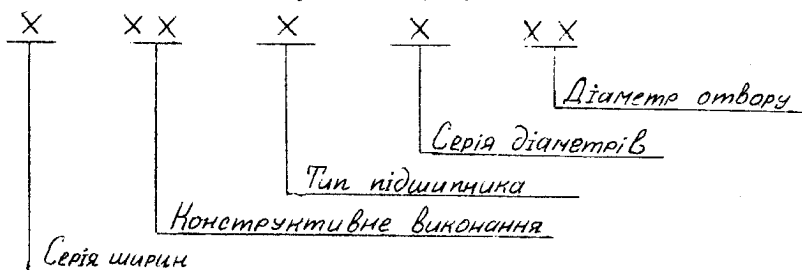 X XX X X XX
Діаметр отвору
Серія діаметрів
Тип підшипника
Конструктивне виконання
Серія ширин